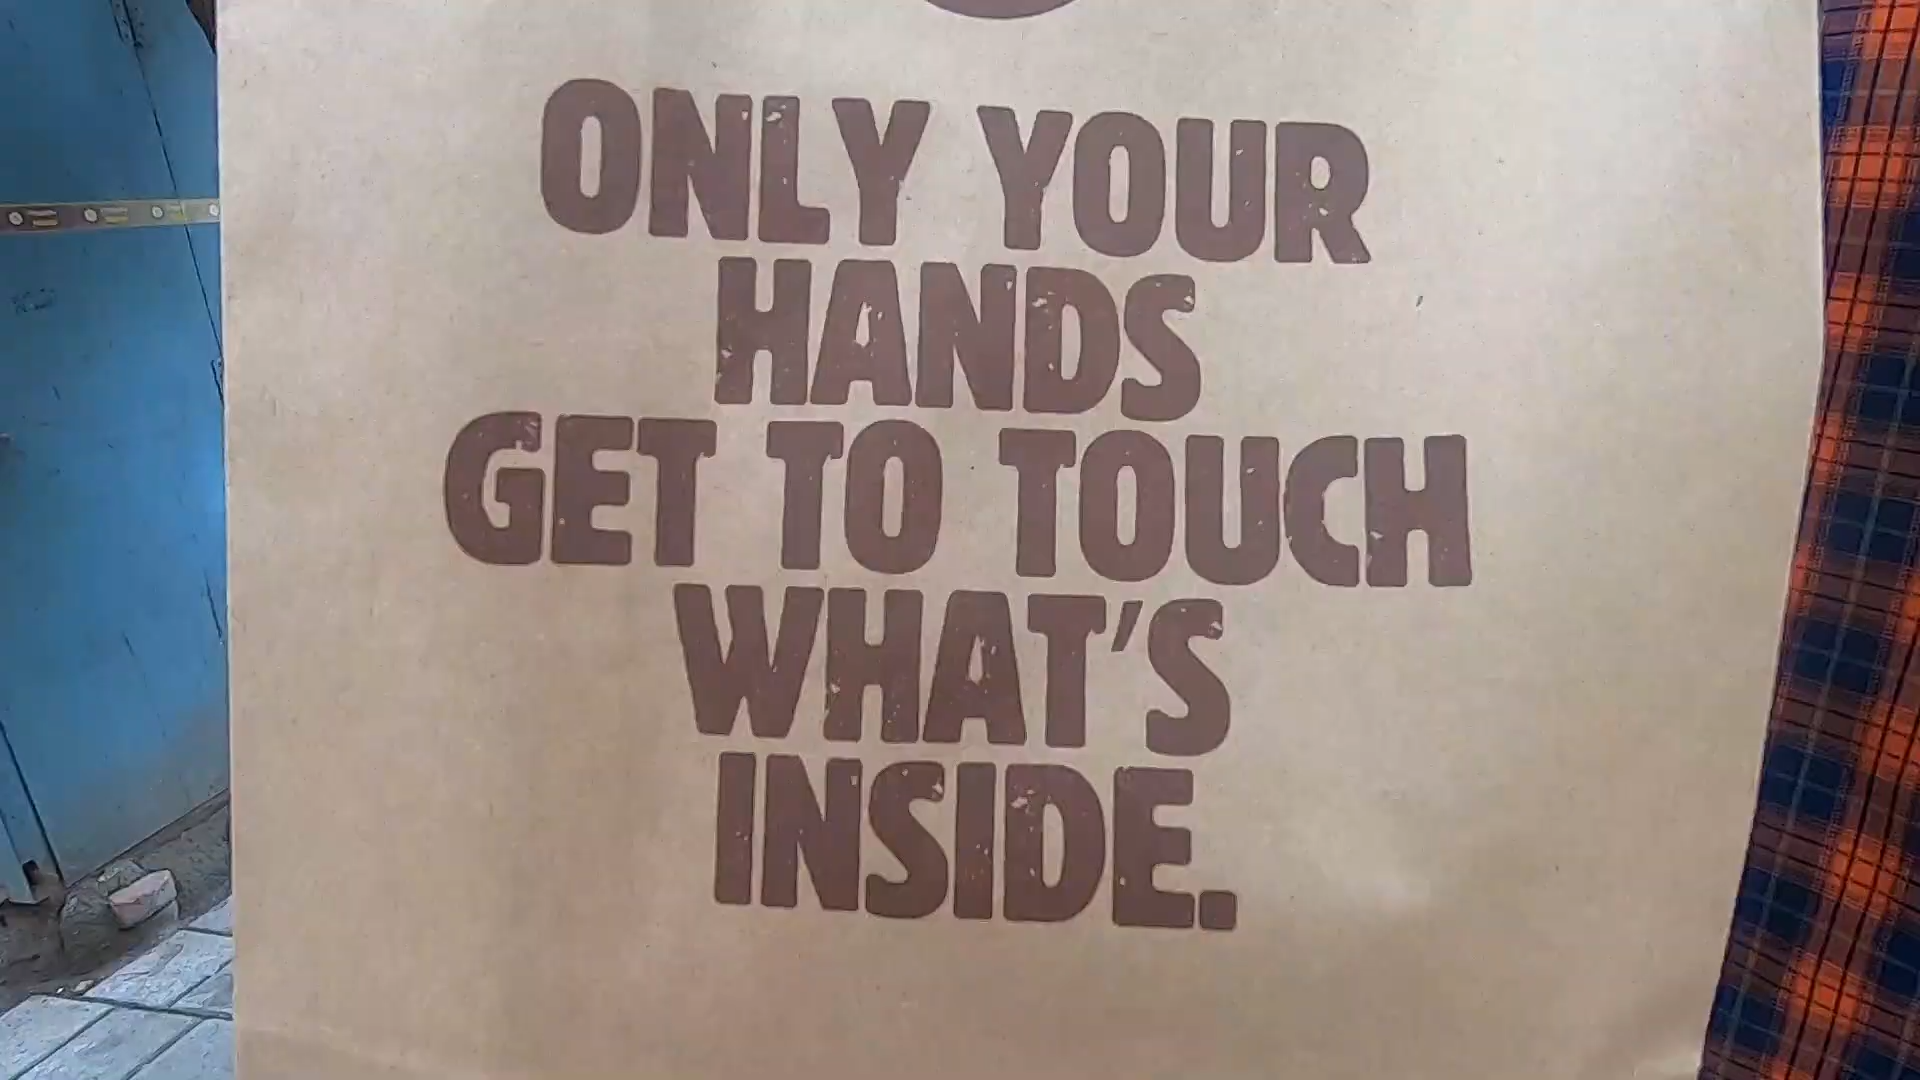 ONLY YOUR
HANDS
GET TO TOUCH
WHAT'S
INSIDE.